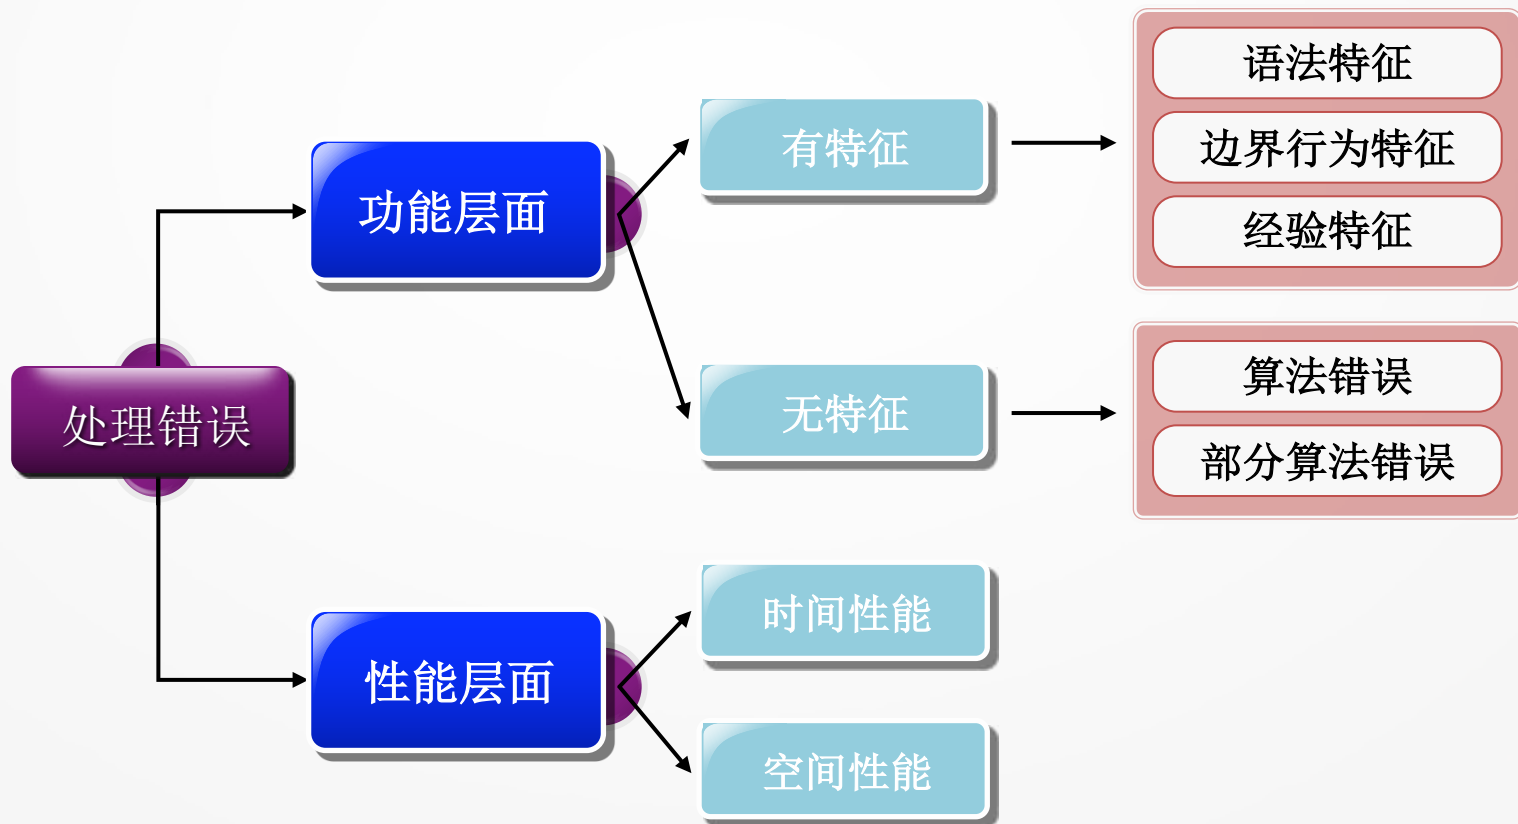 处理错误
功能层面
有特征
语法特征
边界行为特征
经验特征
无特征
算法错误
部分算法错误
性能层面
时间性能
空间性能